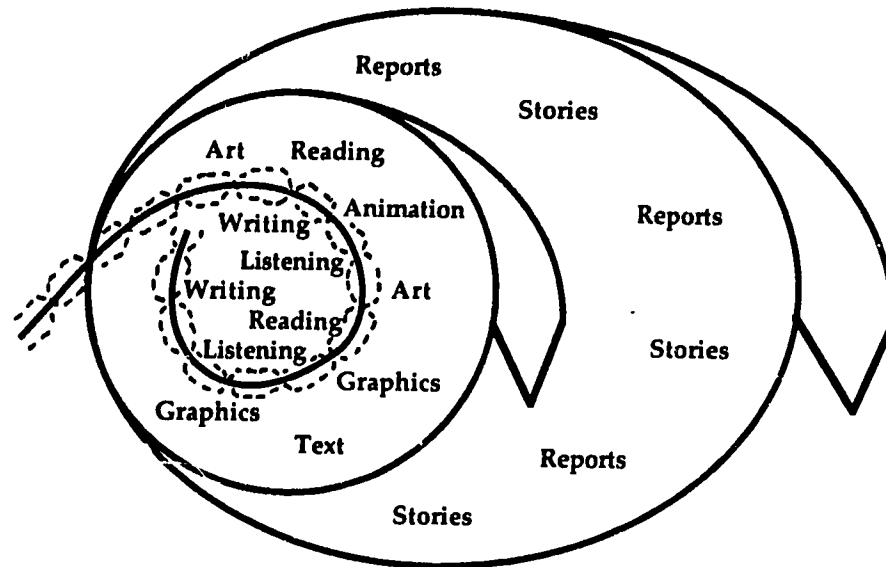 Reports
Stories
Art Reading
Writing Animation
Reports
Listening
Writing Art
Reading
Listening Stories
Graphics
Graphics
Text
Reports
Stories